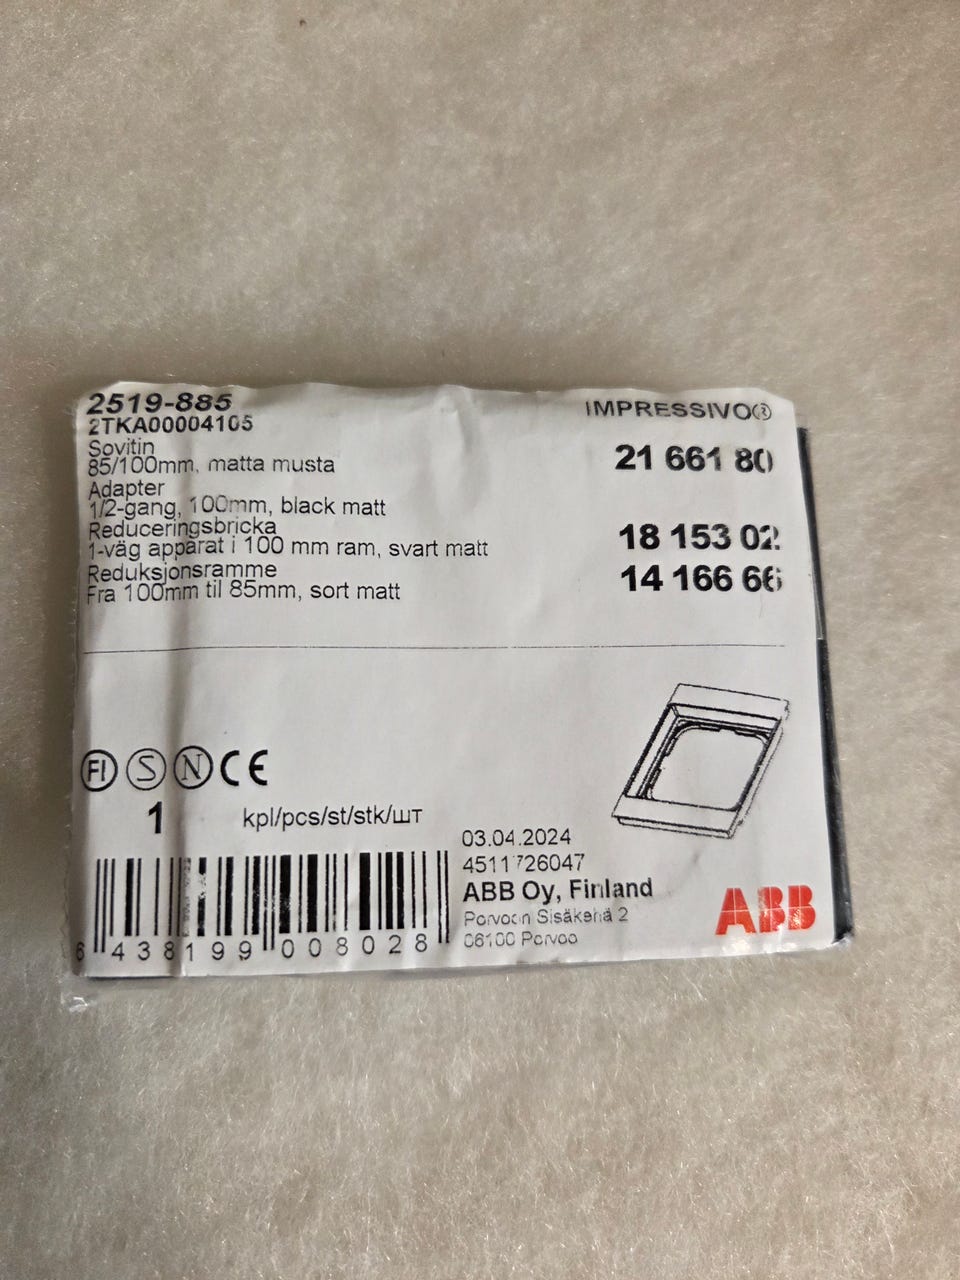 2519-885
IMPRESSIVO®
2TKA00004105
Sovitin
85/100mm, matta musta
21 661 80
Adapter
1/2-gang, 100mm, black matt
Reduceringsbricka
1-väg apparat i 100 mm ram, svart matt
18 153 02
Reduksjonsramme
Fra 100mm til 85mm, sort matt
14 166 66
FI S N CE
1 kpl/pcs/st/stk/шт
03.04.2024
4511726047
ABB Oy, Finland
Porvoon Sisäkehä 2
06100 Porvoo
ABB
6 438199 008028